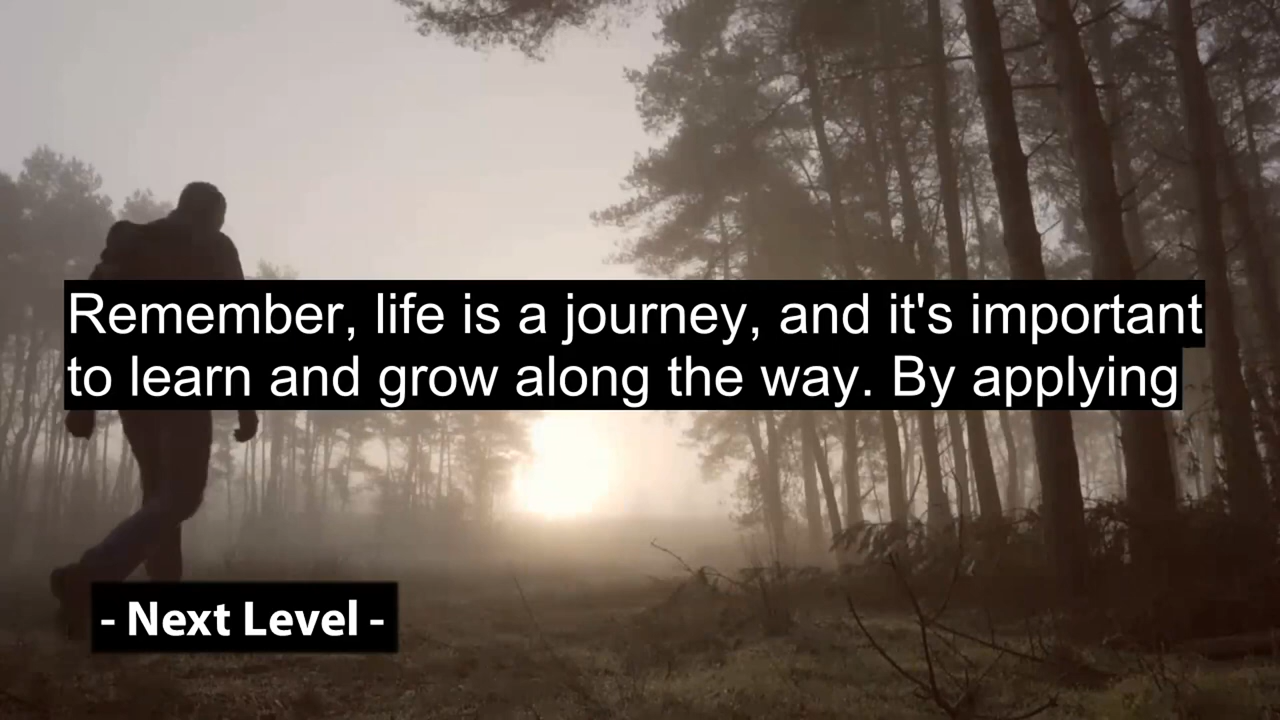 Remember, life is a journey, and it's important
to learn and grow along the way. By applying
- Next Level -